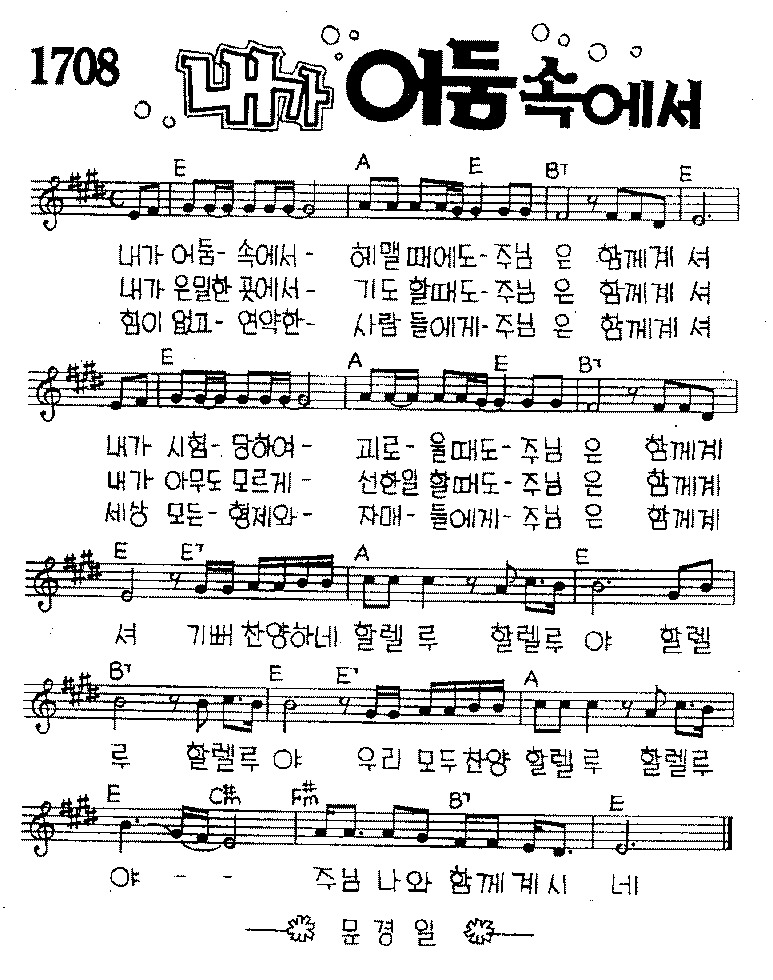 1708 내가 어둠 속에서
E A E B7 E
내가 어둠- 속에서- 헤맬때에도-주님 은 함께계 셔
내가 은밀한 곳에서- 기도 할때도-주님 은 함께계 셔
힘이 없고- 연약한- 사람 들에게-주님 은 함께계 셔
E A E B7
내가 시험- 당하여- 괴로- 울때도-주님 은 함께계
내가 아무도 모르게- 선한일 할때도-주님 은 함께계
세상 모든-형제와- 자매- 들에게-주님 은 함께계
E E7 A E
셔 기뻐 찬양하네 할렐 루 할렐루 야 할렐
B7 E E7 A
루 할렐루 야 우리 모두찬양 할렐루 할렐루
E C#m F#m B7 E
야- - 주님 나와 함께 계시 네
문 경 일